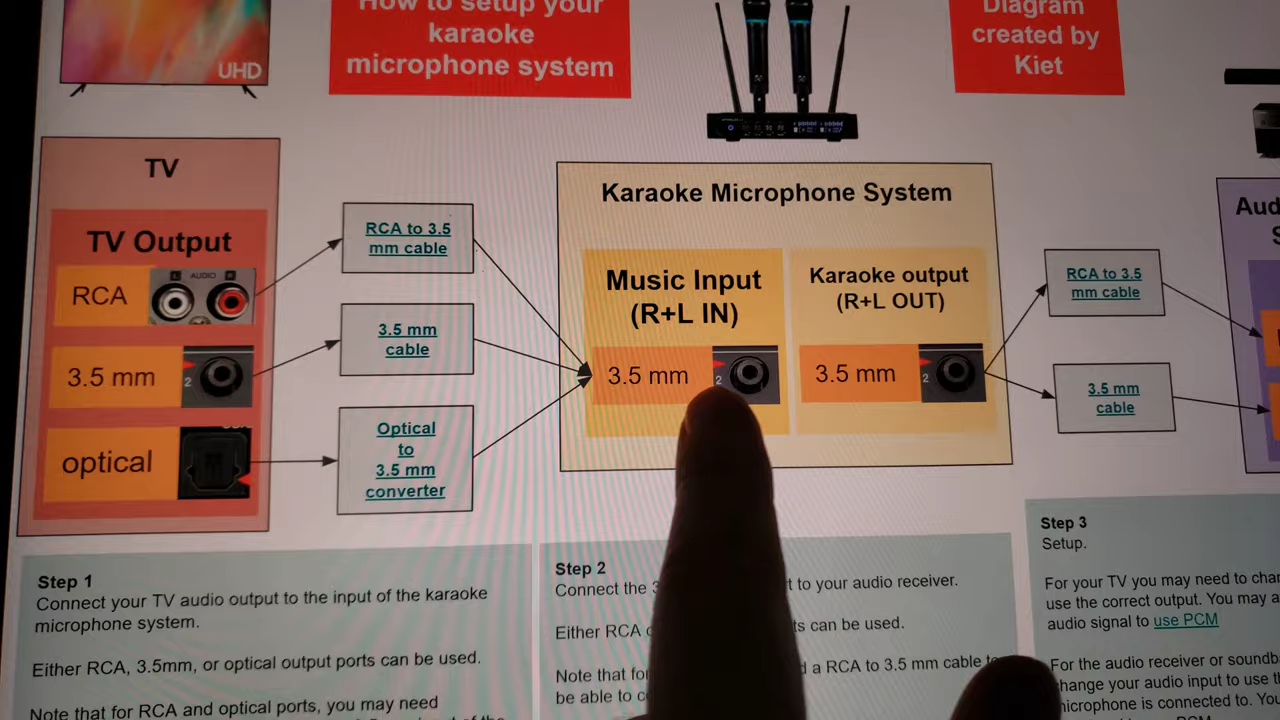 How to setup your
karaoke
microphone system
Diagram
created by
Kiet
UHD
TV
TV Output
AUDIO
L
R
RCA
3.5 mm
2
optical
RCA to 3.5
mm cable
3.5 mm
cable
Optical
to
3.5 mm
converter
Karaoke Microphone System
Music Input
(R+L IN)
3.5 mm
2
Karaoke output
(R+L OUT)
3.5 mm
2
RCA to 3.5
mm cable
3.5 mm
cable
Step 1
Connect your TV audio output to the input of the karaoke
microphone system.
Either RCA, 3.5mm, or optical output ports can be used.
Note that for RCA and optical ports, you may need
Step 2
Connect the to your audio receiver.
Either RCA can be used.
Note that a RCA to 3.5 mm cable
be able to
Step 3
Setup.
For your TV you may need to
use the correct output. You may
audio signal to use PCM
For the audio receiver or
change your audio input to use
microphone is connected to.